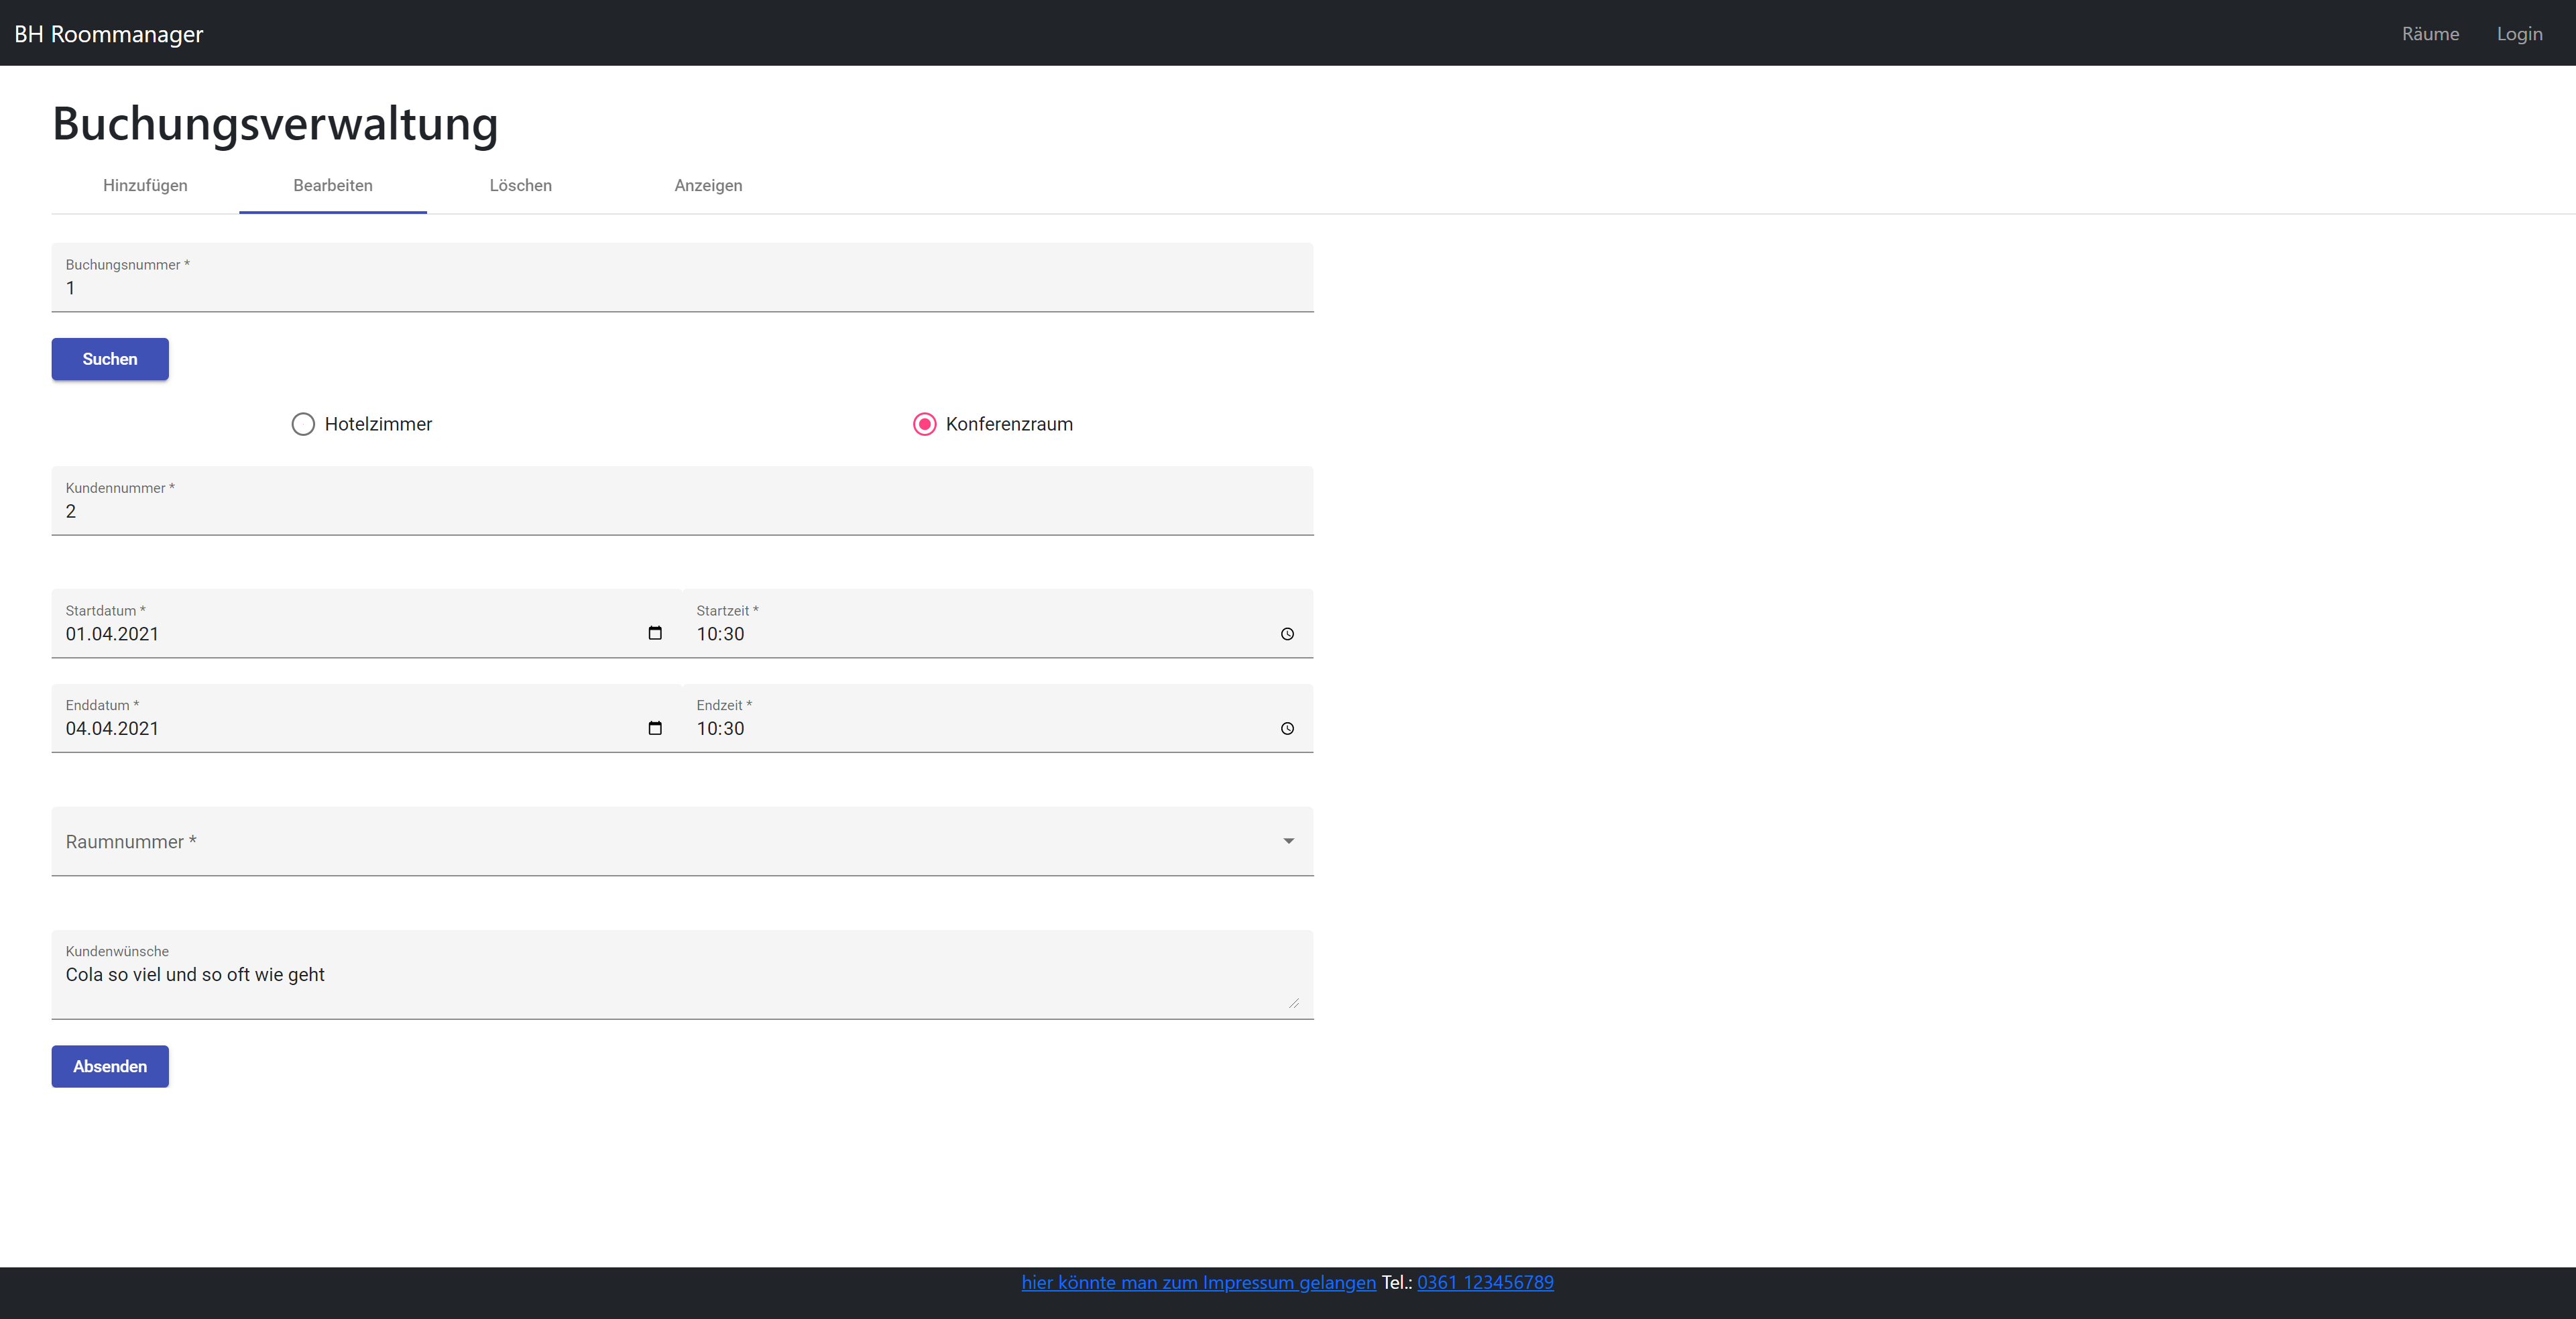 BH Roommanager
Räume Login
Buchungsverwaltung
Hinzufügen Bearbeiten Löschen Anzeigen
Buchungsnummer *
1
Suchen
Hotelzimmer Konferenzraum
Kundennummer *
2
Startdatum * Startzeit *
01.04.2021 10:30
Enddatum * Endzeit *
04.04.2021 10:30
Raumnummer *
Kundenwünsche
Cola so viel und so oft wie geht
Absenden
hier könnte man zum Impressum gelangen Tel.: 0361 123456789